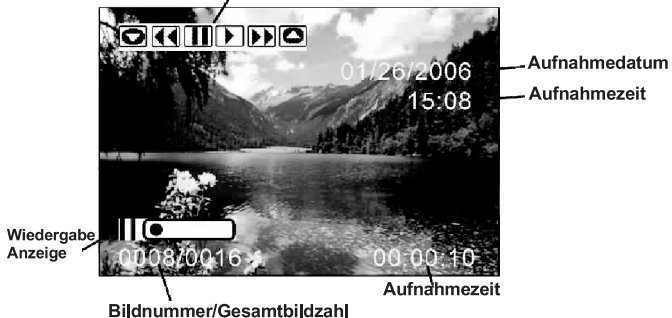 01/26/2006
Aufnahmedatum
15:08
Aufnahmezeit
Wiedergabe
Anzeige
0008/0016
00:00:10
Aufnahmezeit
Bildnummer/Gesamtbildzahl